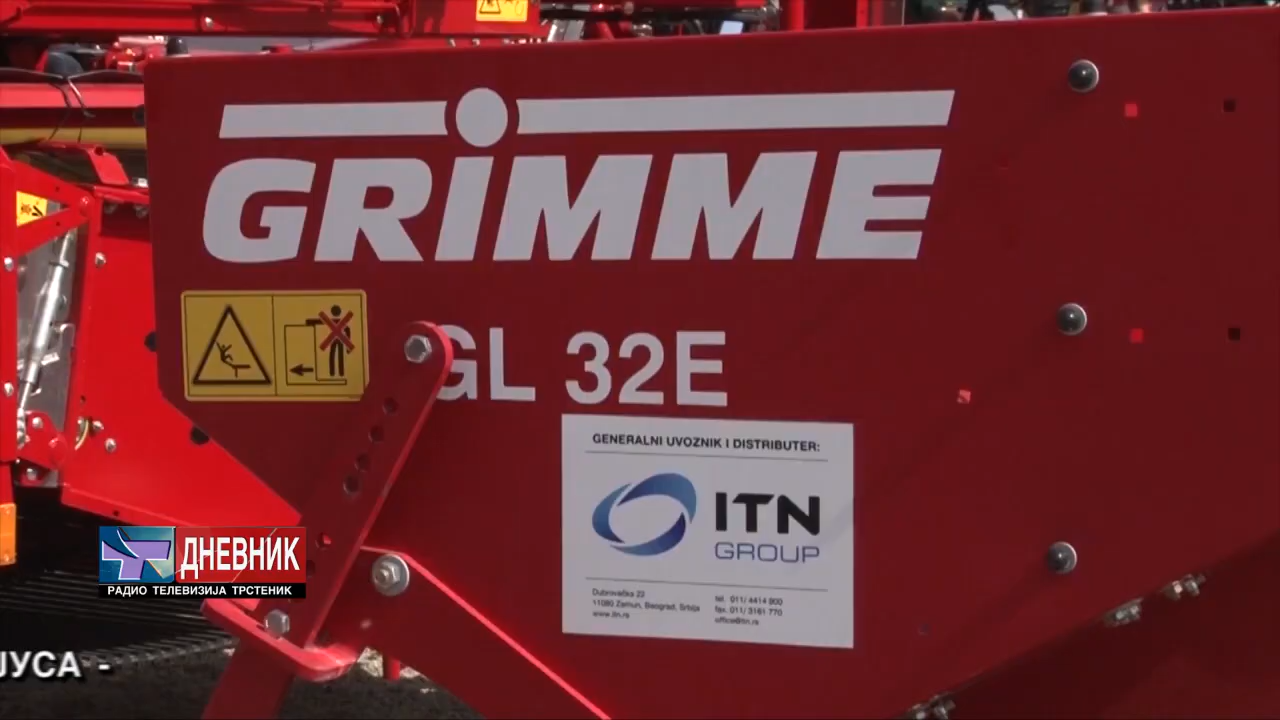 GRIMME
GL 32E
GENERALNI UVOZNIK I DISTRIBUTER:
ITN
GROUP
Dubrovačka 22
11080 Zemun, Beograd, Srbija
www.itn.rs
tel. 011/ 4414 900
fax. 011/ 3161 770
office@itn.rs
ДНЕВНИК
РАДИО ТЕЛЕВИЗИЈА ТРСТЕНИК
ЈУСА -